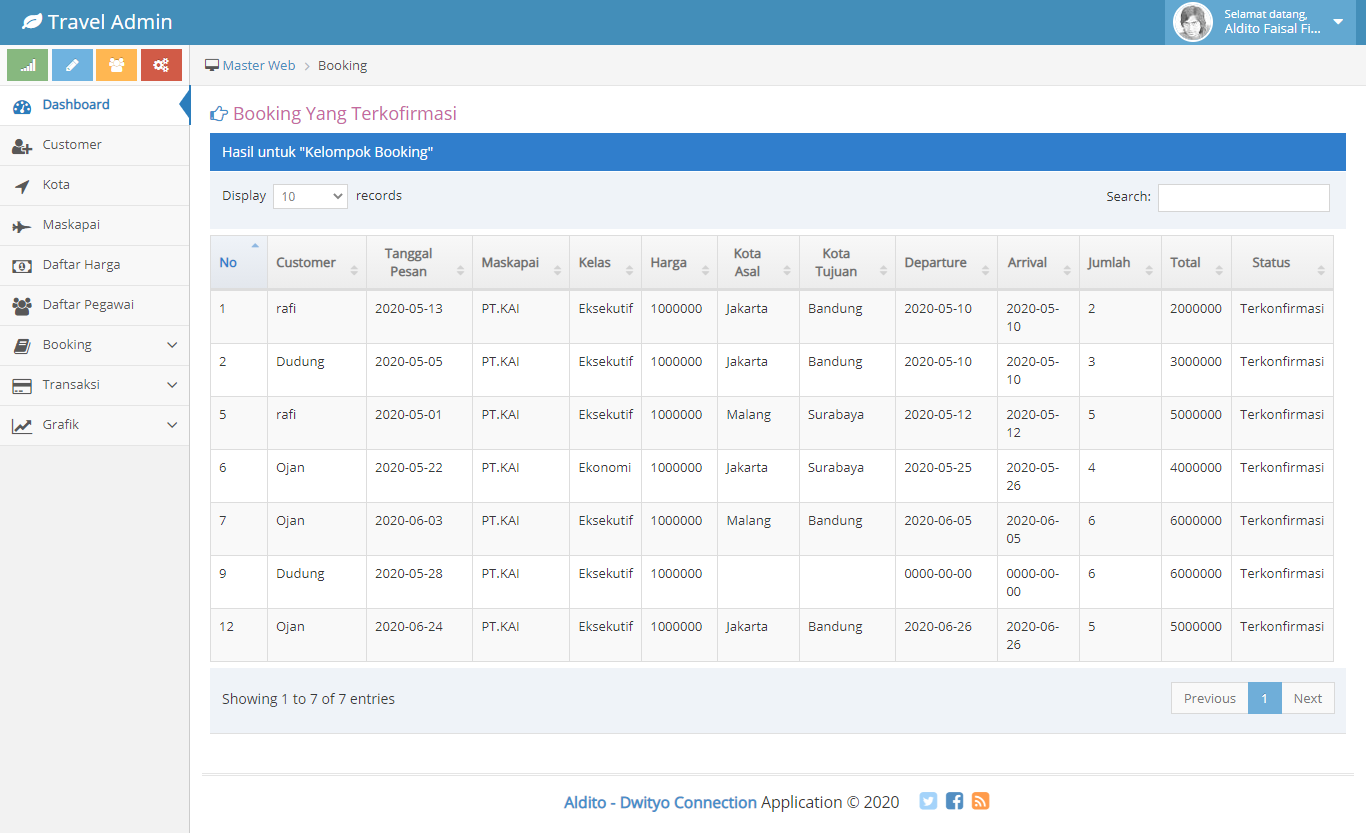 Travel Admin
Selamat datang,
Aldito Faisal Fi...
Master Web
Booking
Dashboard
Customer
Kota
Maskapai
Daftar Harga
Daftar Pegawai
Booking
Transaksi
Grafik
Booking Yang Terkofirmasi
Hasil untuk "Kelompok Booking"
Display 10 records
Search:
No Customer Tanggal Pesan Maskapai Kelas Harga Kota Asal Kota Tujuan Departure Arrival Jumlah Total Status
1 rafi 2020-05-13 PT.KAI Eksekutif 1000000 Jakarta Bandung 2020-05-10 2020-05-10 2 2000000 Terkonfirmasi
2 Dudung 2020-05-05 PT.KAI Eksekutif 1000000 Jakarta Bandung 2020-05-10 2020-05-10 3 3000000 Terkonfirmasi
5 rafi 2020-05-01 PT.KAI Eksekutif 1000000 Malang Surabaya 2020-05-12 2020-05-12 5 5000000 Terkonfirmasi
6 Ojan 2020-05-22 PT.KAI Ekonomi 1000000 Jakarta Surabaya 2020-05-25 2020-05-26 4 4000000 Terkonfirmasi
7 Ojan 2020-06-03 PT.KAI Eksekutif 1000000 Malang Bandung 2020-06-05 2020-06-05 6 6000000 Terkonfirmasi
9 Dudung 2020-05-28 PT.KAI Eksekutif 1000000 0000-00-00 0000-00-00 6 6000000 Terkonfirmasi
12 Ojan 2020-06-24 PT.KAI Eksekutif 1000000 Jakarta Bandung 2020-06-26 2020-06-26 5 5000000 Terkonfirmasi
Showing 1 to 7 of 7 entries
Previous 1 Next
Aldito - Dwityo Connection Application © 2020